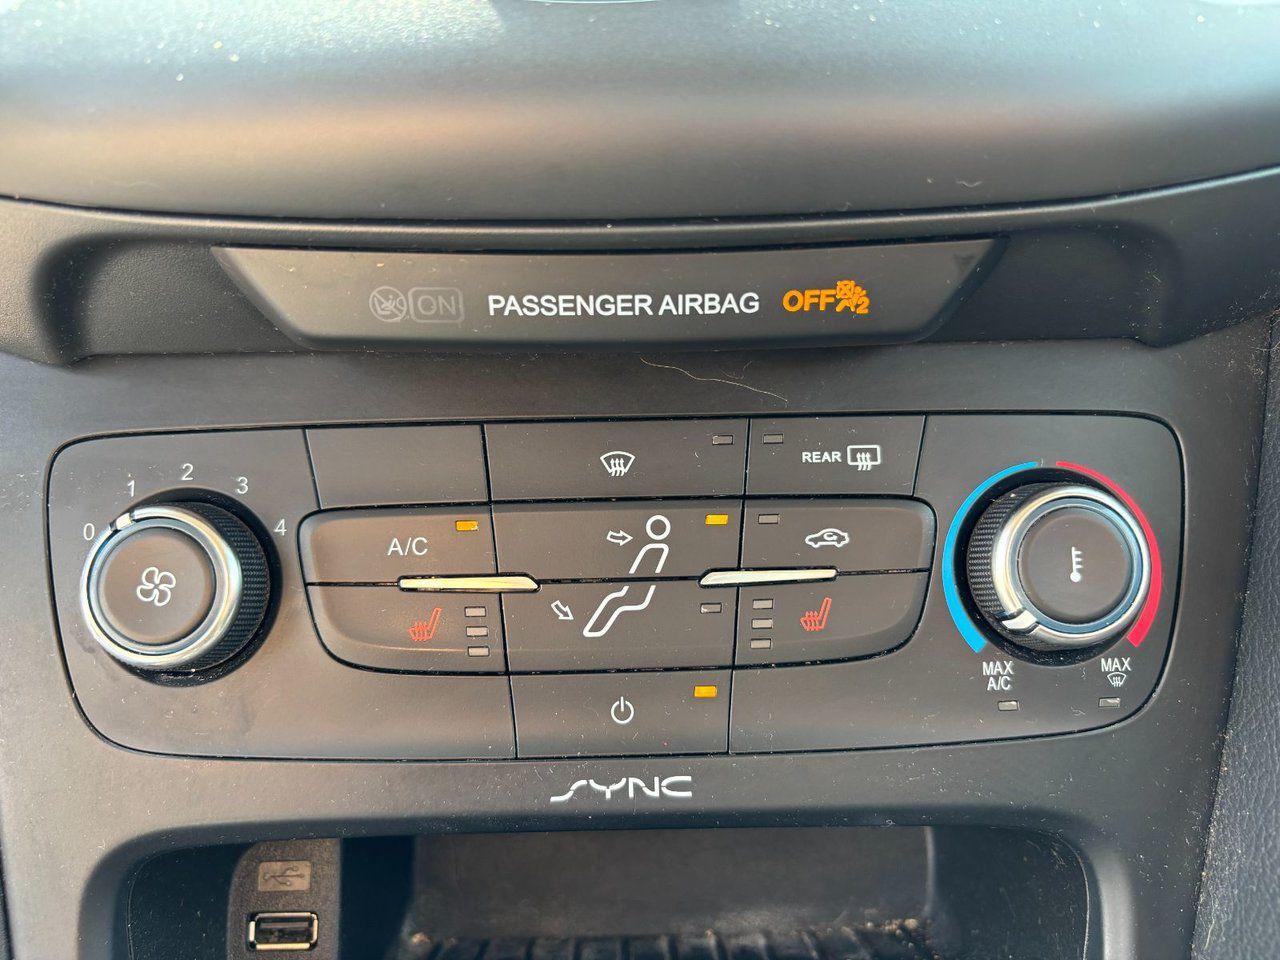 ON PASSENGER AIRBAG OFF 2
0 1 2 3 4
REAR
A/C
MAX A/C
MAX
SYNC